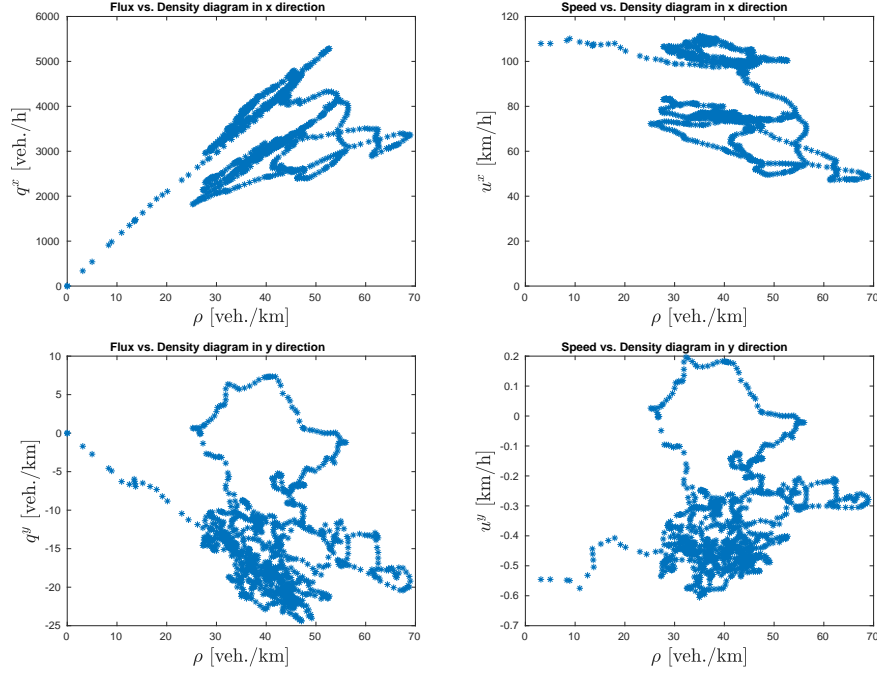 Flux vs. Density diagram in x direction
6000
5000
4000
3000
2000
1000
0
q^x [veh./h]
0 10 20 30 40 50 60 70
ρ [veh./km]
Speed vs. Density diagram in x direction
120
100
80
60
40
20
0
u^x [km/h]
0 10 20 30 40 50 60 70
ρ [veh./km]
Flux vs. Density diagram in y direction
10
5
0
-5
-10
-15
-20
-25
q^y [veh./km]
0 10 20 30 40 50 60 70
ρ [veh./km]
Speed vs. Density diagram in y direction
0.2
0.1
0
-0.1
-0.2
-0.3
-0.4
-0.5
-0.6
-0.7
u^y [km/h]
0 10 20 30 40 50 60 70
ρ [veh./km]